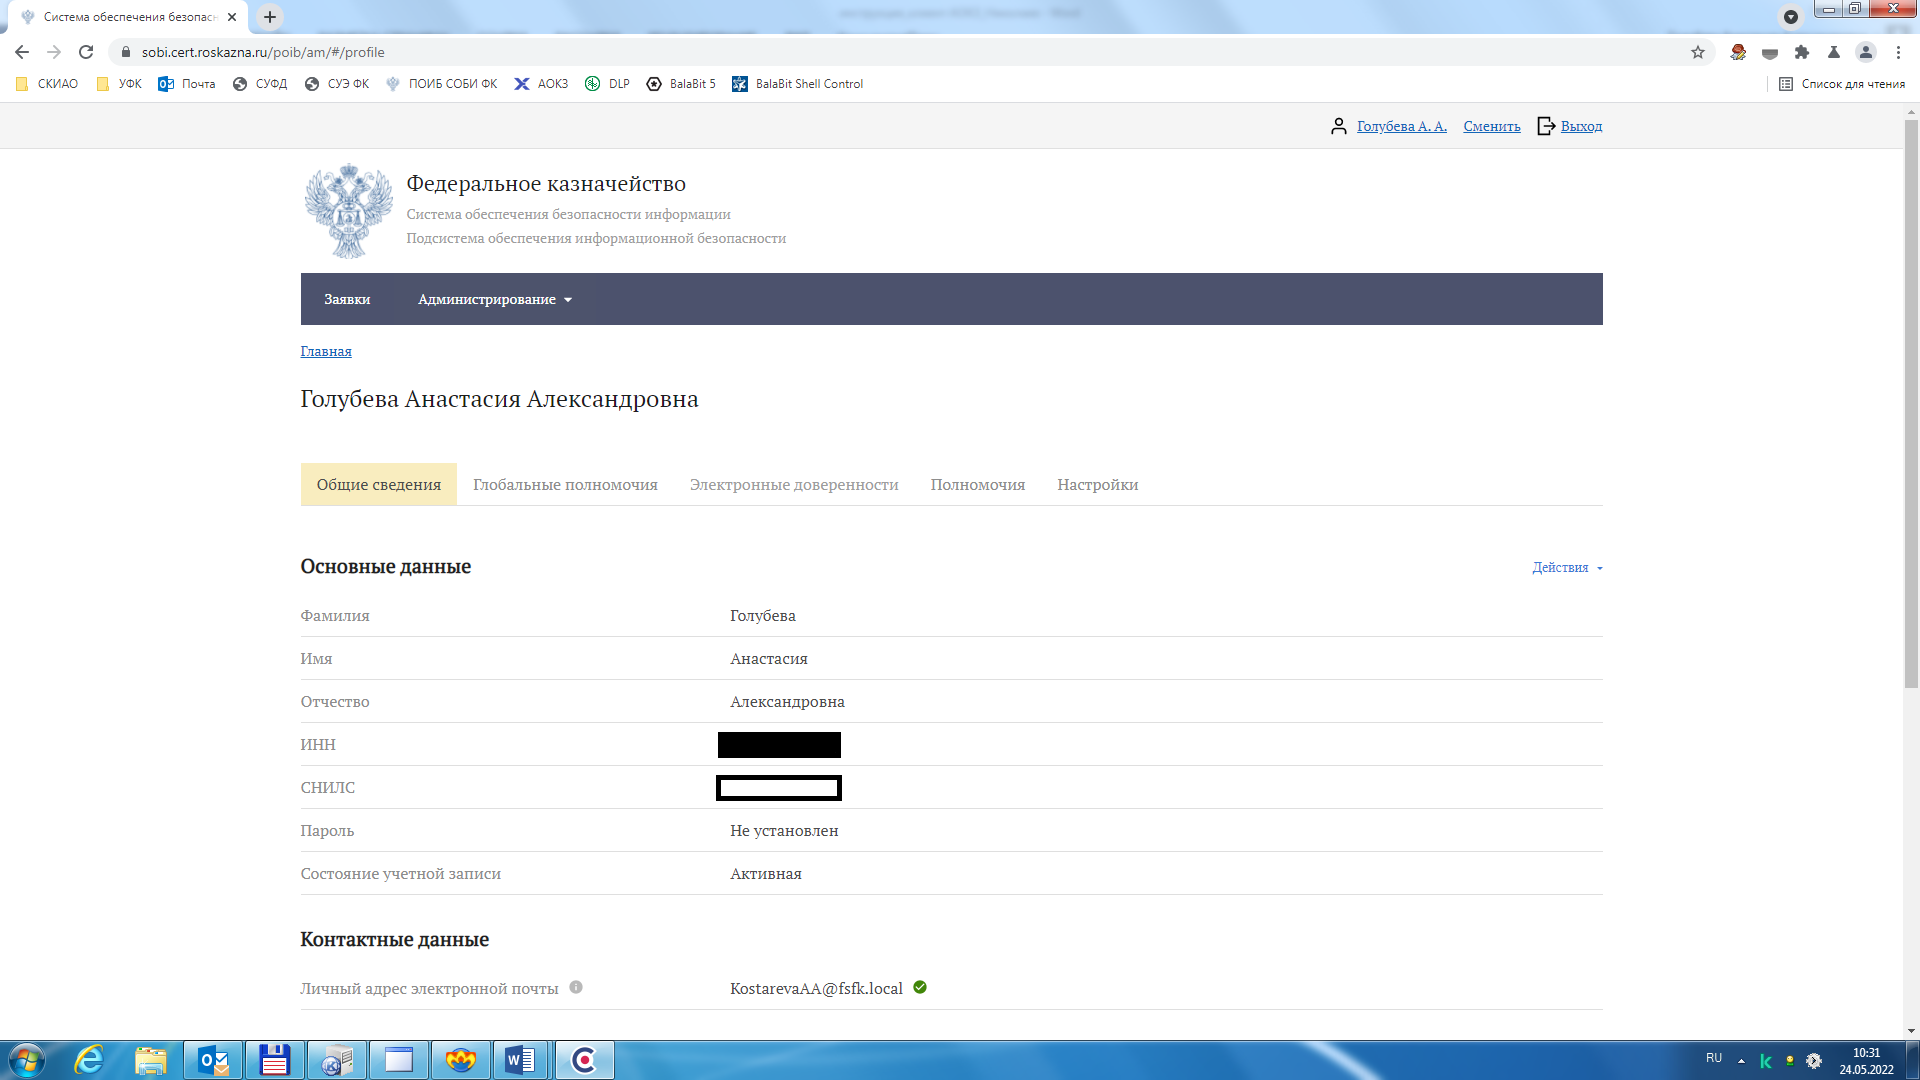 Система обеспечения безопасн
sobi.cert.roskazna.ru/poib/am/#/profile
СКИАО УФК Почта СУФД СУЭ ФК ПОИБ СОБИ ФК АОКЗ DLP BalaBit 5 BalaBit Shell Control Список для чтения
Голубева А. А. Сменить Выход
Федеральное казначейство
Система обеспечения безопасности информации
Подсистема обеспечения информационной безопасности
Заявки Администрирование
Главная
Голубева Анастасия Александровна
Общие сведения Глобальные полномочия Электронные доверенности Полномочия Настройки
Основные данные Действия
Фамилия Голубева
Имя Анастасия
Отчество Александровна
ИНН
СНИЛС
Пароль Не установлен
Состояние учетной записи Активная
Контактные данные
Личный адрес электронной почты KostarevaAA@fsfk.local
RU 10:31
24.05.2022